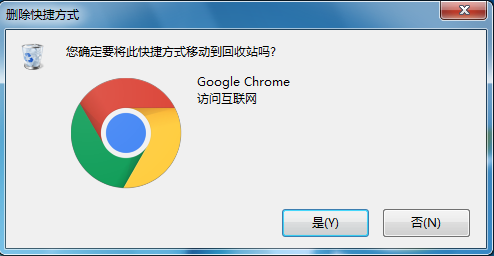 删除快捷方式
您确定要将此快捷方式移动到回收站吗?
Google Chrome
访问互联网
是(Y)
否(N)